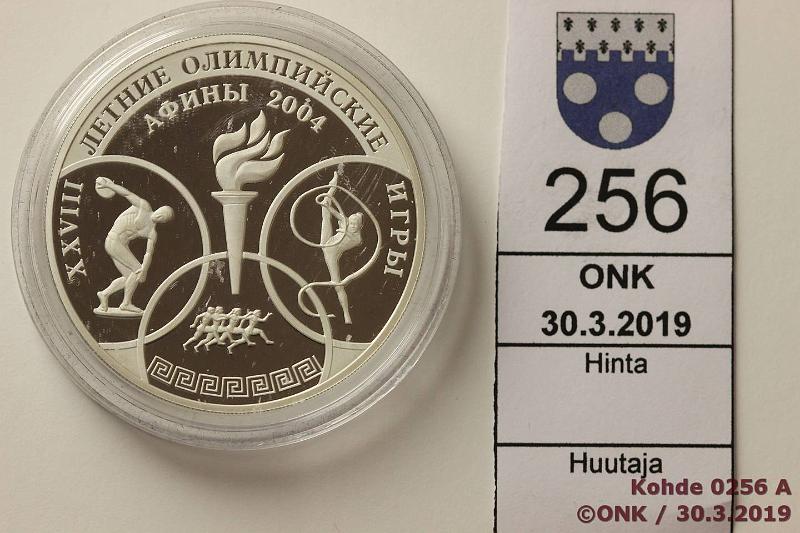 XXVIII ЛЕТНИЕ ОЛИМПИЙСКИЕ ИГРЫ
АФИНЫ 2004
256
ONK
30.3.2019
Hinta
Huutaja
Kohde 0256 A
©ONK / 30.3.2019